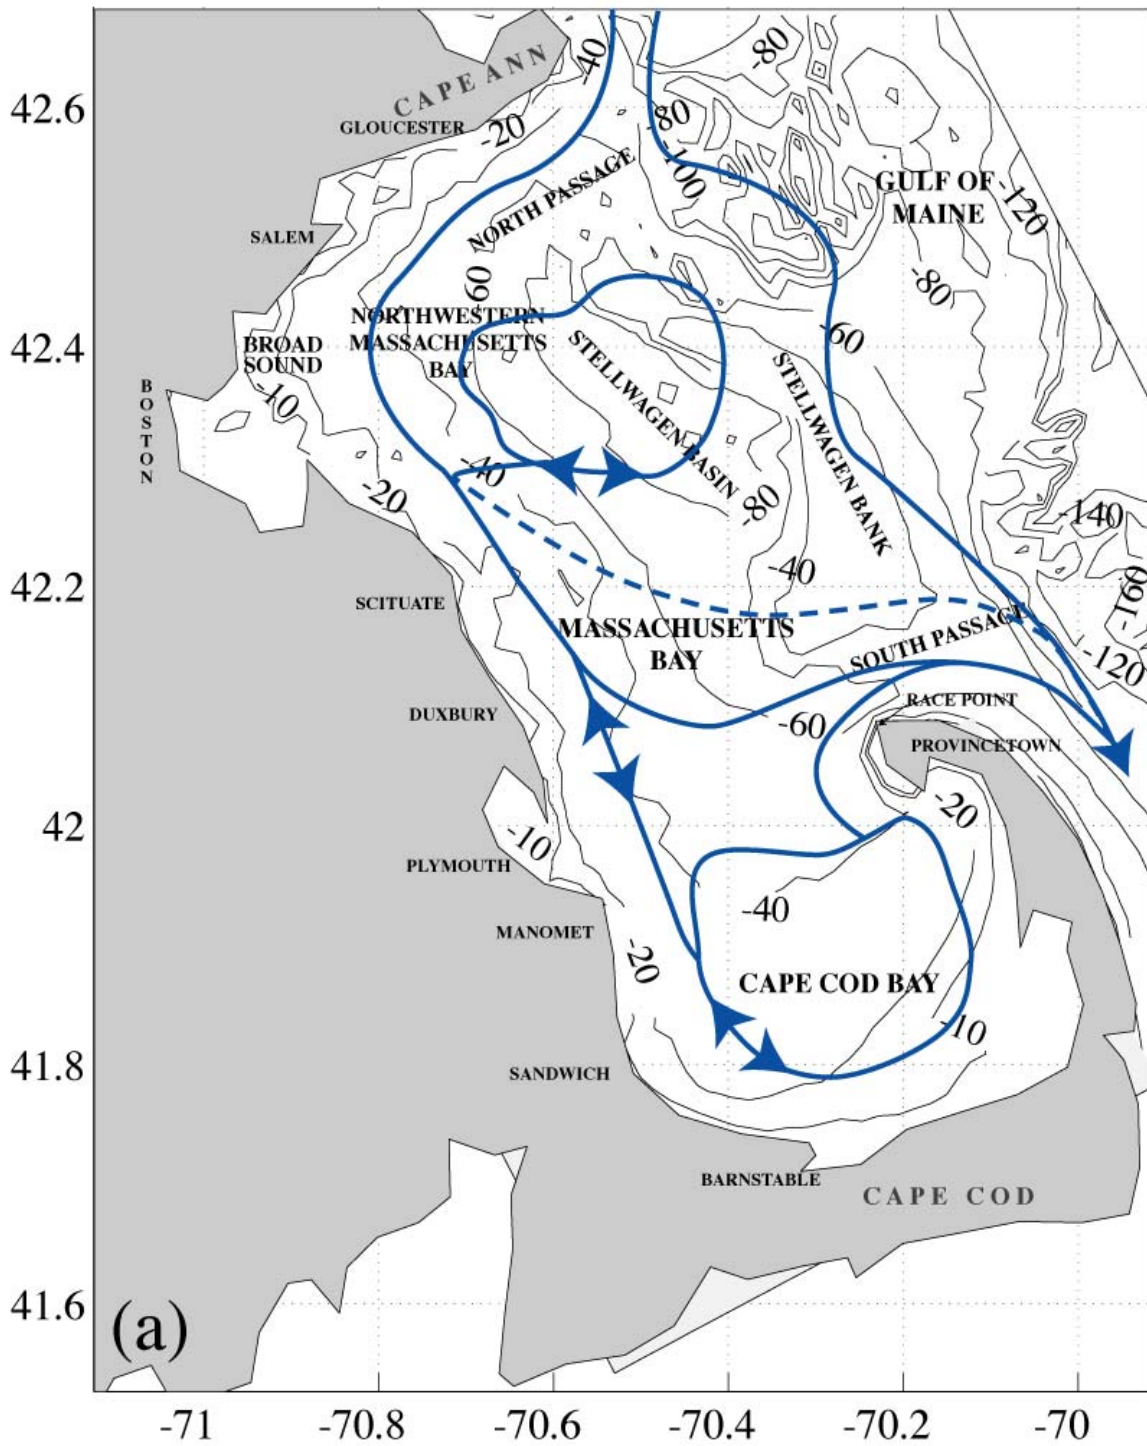 -40
-80
CAPE ANN
42.6
GLOUCESTER
-20
-80
-100
NORTH PASSAGE
GULF OF
MAINE
-120
SALEM
-60
-80
NORTHWESTERN
MASSACHUSETTS
BAY
BROAD
SOUND
42.4
-60
STELLWAGEN BASIN
STELLWAGEN BANK
BOSTON
-10
-40
-20
-80
-140
-40
42.2
-160
SCITUATE
MASSACHUSETTS
BAY
SOUTH PASSAGE
-120
RACE POINT
DUXBURY
-60
PROVINCETOWN
42
-20
-10
PLYMOUTH
-40
MANOMET
-20
CAPE COD BAY
-10
41.8
SANDWICH
BARNSTABLE
CAPE COD
41.6
(a)
-71
-70.8
-70.6
-70.4
-70.2
-70